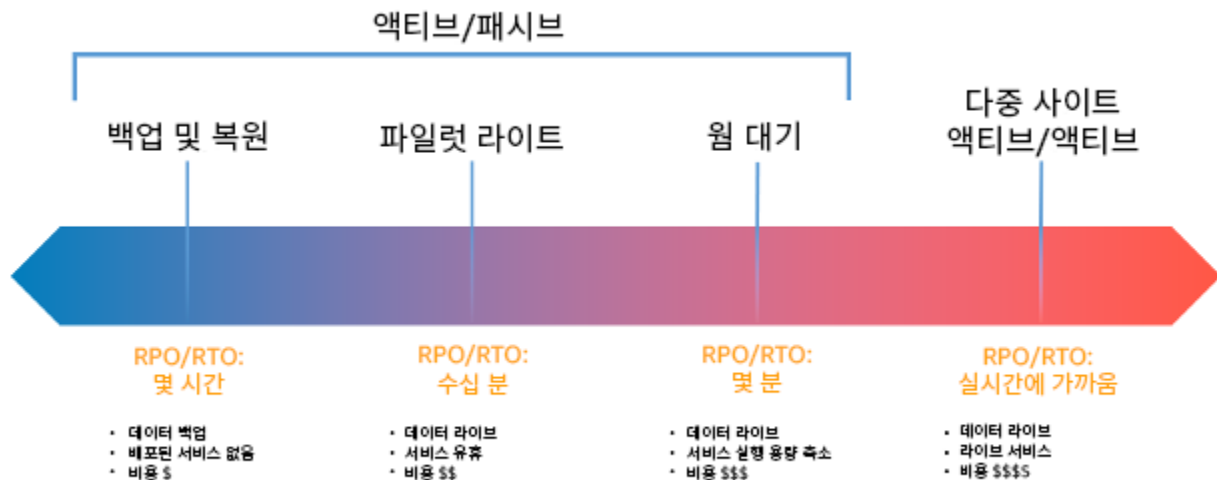 액티브/패시브
백업 및 복원
파일럿 라이트
웜 대기
다중 사이트
액티브/액티브
RPO/RTO:
몇 시간
• 데이터 백업
• 배포된 서비스 없음
• 비용 $
RPO/RTO:
수십 분
• 데이터 라이브
• 서비스 유휴
• 비용 $$
RPO/RTO:
몇 분
• 데이터 라이브
• 서비스 실행 용량 축소
• 비용 $$$
RPO/RTO:
실시간에 가까움
• 데이터 라이브
• 라이브 서비스
• 비용 $$$$